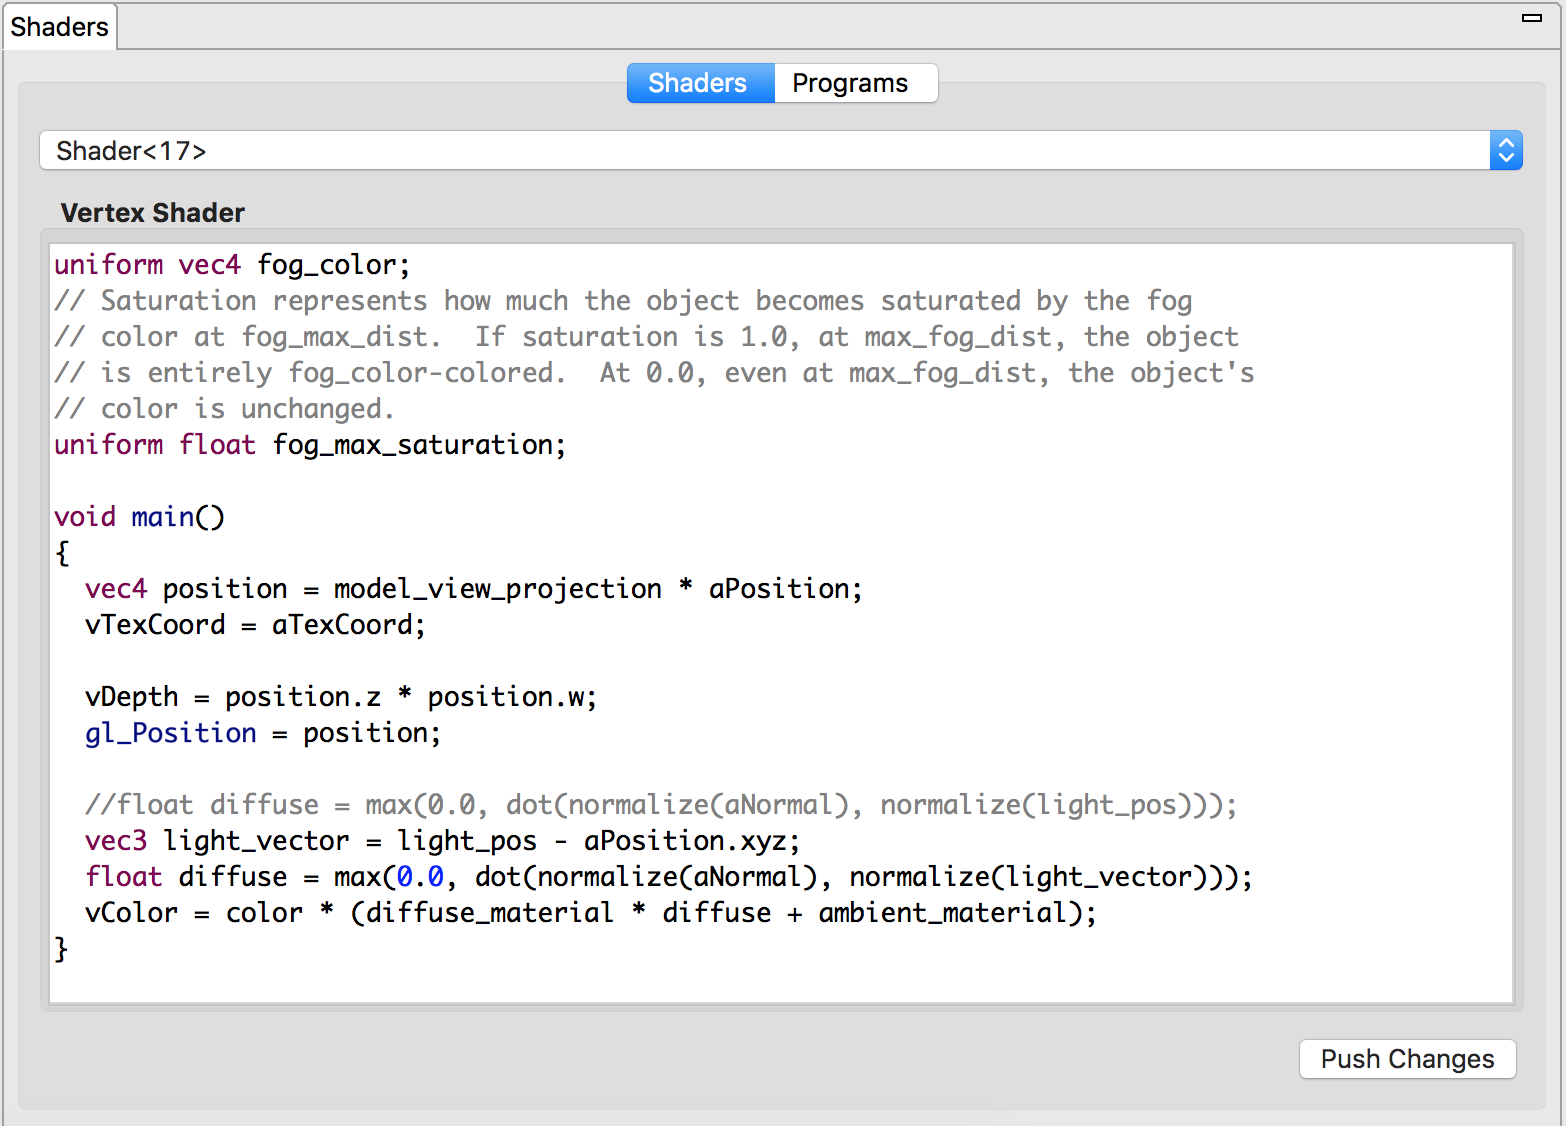 Shaders
Shaders Programs
Shader<17>
Vertex Shader
uniform vec4 fog_color;
// Saturation represents how much the object becomes saturated by the fog
// color at fog_max_dist.  If saturation is 1.0, at max_fog_dist, the object
// is entirely fog_color-colored.  At 0.0, even at max_fog_dist, the object's
// color is unchanged.
uniform float fog_max_saturation;

void main()
{
  vec4 position = model_view_projection * aPosition;
  vTexCoord = aTexCoord;

  vDepth = position.z * position.w;
  gl_Position = position;

  //float diffuse = max(0.0, dot(normalize(aNormal), normalize(light_pos)));
  vec3 light_vector = light_pos - aPosition.xyz;
  float diffuse = max(0.0, dot(normalize(aNormal), normalize(light_vector)));
  vColor = color * (diffuse_material * diffuse + ambient_material);
}
Push Changes